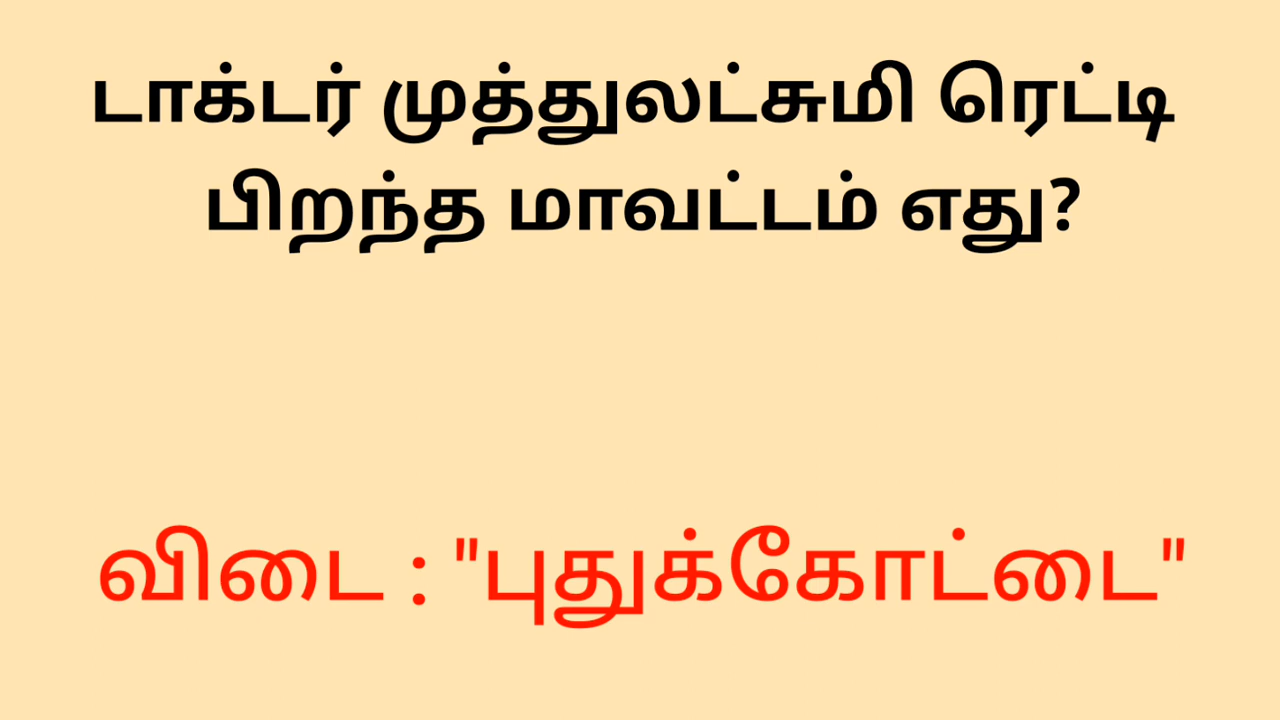 டாக்டர் முத்துலட்சுமி ரெட்டி
பிறந்த மாவட்டம் எது?
விடை : "புதுக்கோட்டை"